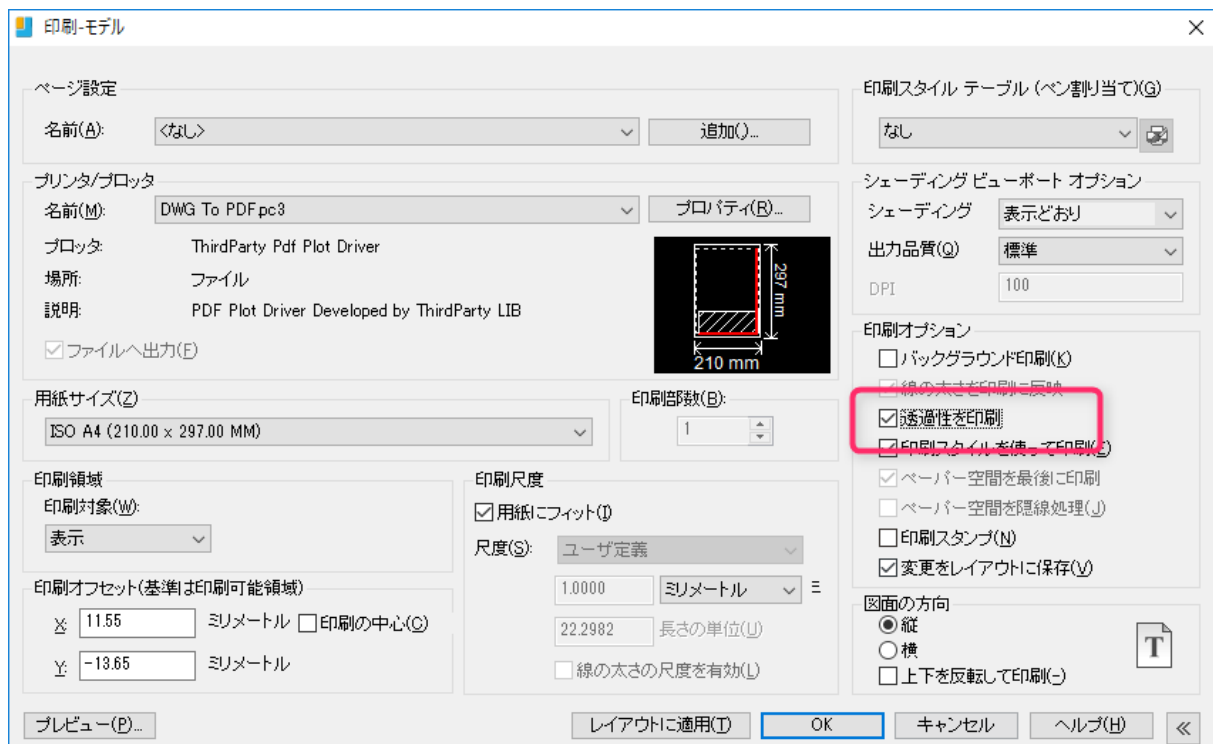 印刷-モデル
ページ設定
名前(A):
<なし>
追加()...
プリンタ/プロッタ
名前(M):
DWG To PDF.pc3
プロパティ(R)...
プロッタ:
ThirdParty Pdf Plot Driver
場所:
ファイル
説明:
PDF Plot Driver Developed by ThirdParty LIB
ファイルへ出力(F)
297 mm
210 mm
用紙サイズ(Z)
ISO A4 (210.00 x 297.00 MM)
印刷部数(B):
1
印刷領域
印刷対象(W):
表示
印刷オフセット(基準は印刷可能領域)
X:
11.55
ミリメートル
印刷の中心(C)
Y:
-13.65
ミリメートル
印刷尺度
用紙にフィット(I)
尺度(S):
ユーザ定義
1.0000
ミリメートル
22.2982
長さの単位(U)
線の太さの尺度を有効(L)
印刷スタイル テーブル (ペン割り当て)(G)
なし
シェーディング ビューポート オプション
シェーディング
表示どおり
出力品質(Q)
標準
DPI
100
印刷オプション
バックグラウンド印刷(K)
線の太さを印刷に反映
透過性を印刷
印刷スタイルを使って印刷(E)
ペーパー空間を最後に印刷
ペーパー空間を隠線処理(J)
印刷スタンプ(N)
変更をレイアウトに保存(V)
図面の方向
縦
横
上下を反転して印刷(-)
T
プレビュー(P)...
レイアウトに適用(T)
OK
キャンセル
ヘルプ(H)